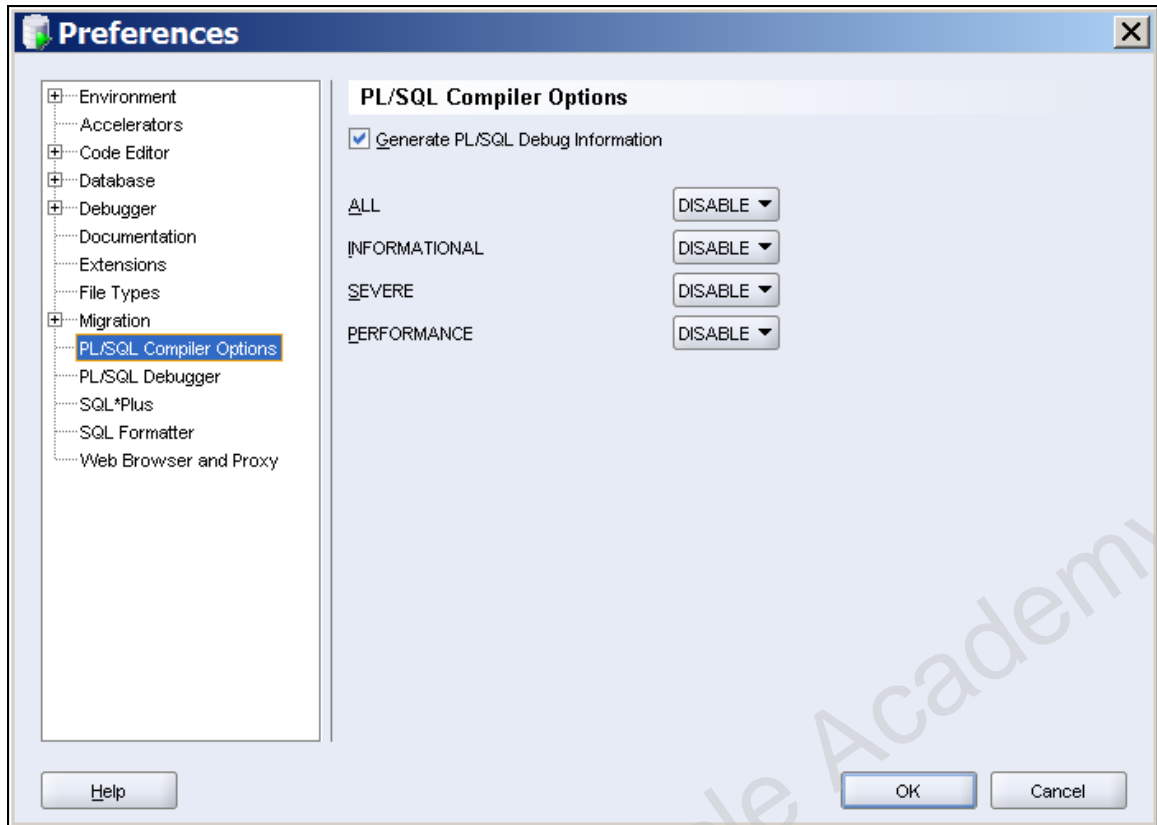 Preferences
Environment
Accelerators
Code Editor
Database
Debugger
Documentation
Extensions
File Types
Migration
PL/SQL Compiler Options
PL/SQL Debugger
SQL*Plus
SQL Formatter
Web Browser and Proxy
PL/SQL Compiler Options
Generate PL/SQL Debug Information
ALL DISABLE
INFORMATIONAL DISABLE
SEVERE DISABLE
PERFORMANCE DISABLE
Help
OK
Cancel
le Academy